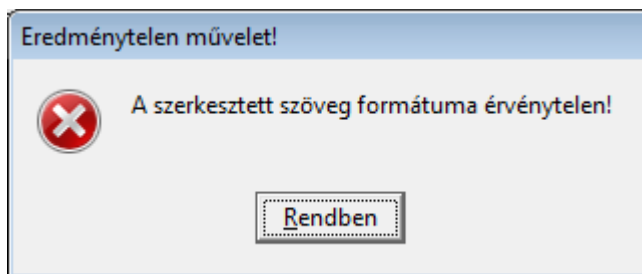 Eredménytelen művelet!
A szerkesztett szöveg formátuma érvénytelen!
Rendben